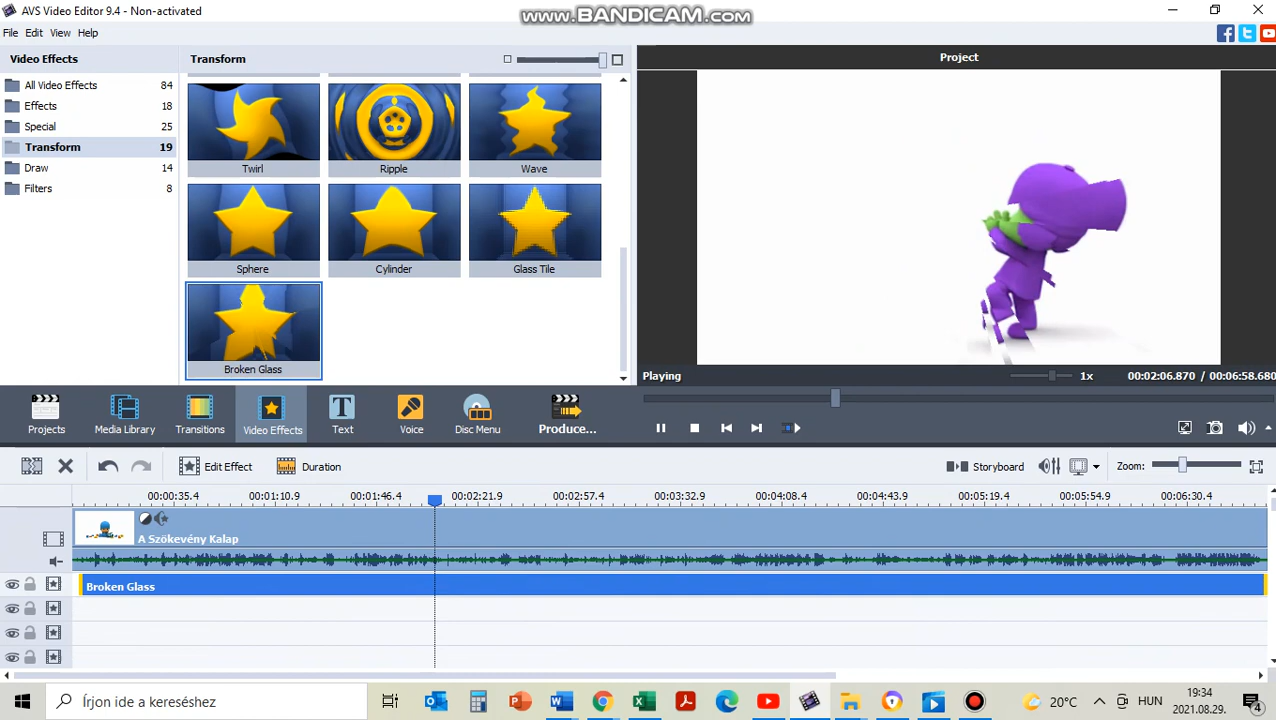 AVS Video Editor 9.4 - Non-activated
www.BANDICAM.com
File Edit View Help
Video Effects
Transform
Project
All Video Effects 84
Effects 18
Special 25
Transform 19
Draw 14
Filters 8
Twirl
Ripple
Wave
Sphere
Cylinder
Glass Tile
Broken Glass
Playing
1x
00:02:06.870 / 00:06:58.680
Projects
Media Library
Transitions
Video Effects
Text
Voice
Disc Menu
Produce...
Edit Effect
Duration
Storyboard
Zoom:
00:00:35.4
00:01:10.9
00:01:46.4
00:02:21.9
00:02:57.4
00:03:32.9
00:04:08.4
00:04:43.9
00:05:19.4
00:05:54.9
00:06:30.4
A Szökevény Kalap
Broken Glass
Írjon ide a kereséshez
20°C
HUN
19:34
2021.08.29.
4